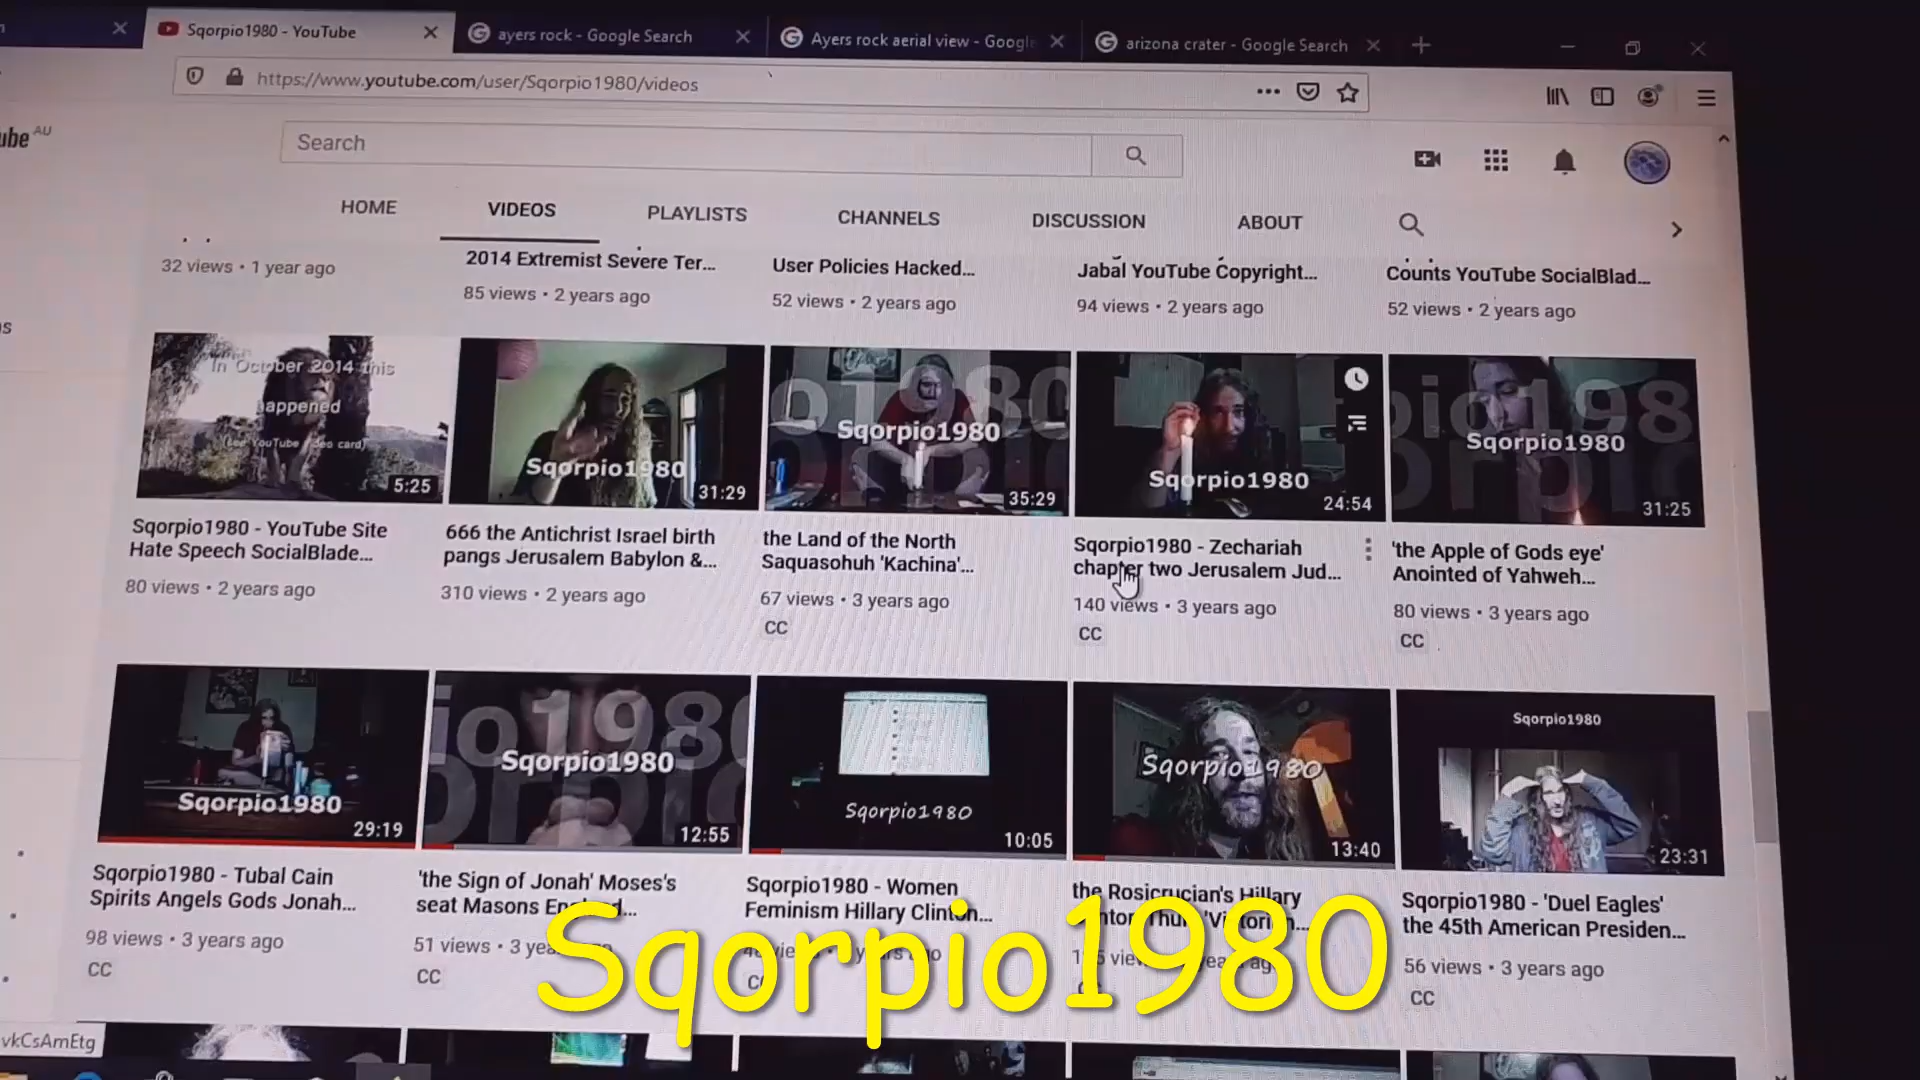 Sqorpio1980 - YouTube
ayers rock - Google Search
Ayers rock aerial view - Google
arizona crater - Google Search
https://www.youtube.com/user/Sqorpio1980/videos
ube AU
Search
HOME
VIDEOS
PLAYLISTS
CHANNELS
DISCUSSION
ABOUT
32 views • 1 year ago
2014 Extremist Severe Ter...
85 views • 2 years ago
User Policies Hacked...
52 views • 2 years ago
Jabal YouTube Copyright...
94 views • 2 years ago
Counts YouTube SocialBlad...
52 views • 2 years ago
In October 2014 this
happened
(see YouTube video card)
5:25
Sqorpio1980
31:29
Sqorpio1980
35:29
Sqorpio1980
24:54
Sqorpio1980
31:25
Sqorpio1980 - YouTube Site
Hate Speech SocialBlade...
80 views • 2 years ago
666 the Antichrist Israel birth
pangs Jerusalem Babylon &...
310 views • 2 years ago
the Land of the North
Saquasohuh 'Kachina'...
67 views • 3 years ago
CC
Sqorpio1980 - Zechariah
chapter two Jerusalem Jud...
140 views • 3 years ago
CC
'the Apple of Gods eye'
Anointed of Yahweh...
80 views • 3 years ago
CC
Sqorpio1980
29:19
Sqorpio1980
12:55
Sqorpio1980
10:05
Sqorpio1980
13:40
Sqorpio1980
23:31
Sqorpio1980 - Tubal Cain
Spirits Angels Gods Jonah...
98 views • 3 years ago
CC
'the Sign of Jonah' Moses's
seat Masons
51 views • 3
CC
Sqorpio1980 - Women
Feminism Hillary Clinton...
the Rosicrucian's Hillary
Sqorpio1980 - 'Duel Eagles'
the 45th American Presiden...
56 views • 3 years ago
CC
Sqorpio1980
vkCsAmEtg